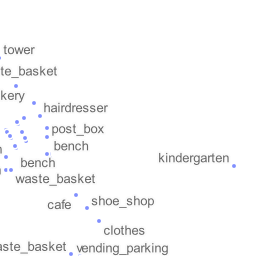 tower
te_basket
kery
hairdresser
post_box
bench
kindergarten
bench
waste_basket
cafe
shoe_shop
clothes
aste_basket
vending_parking